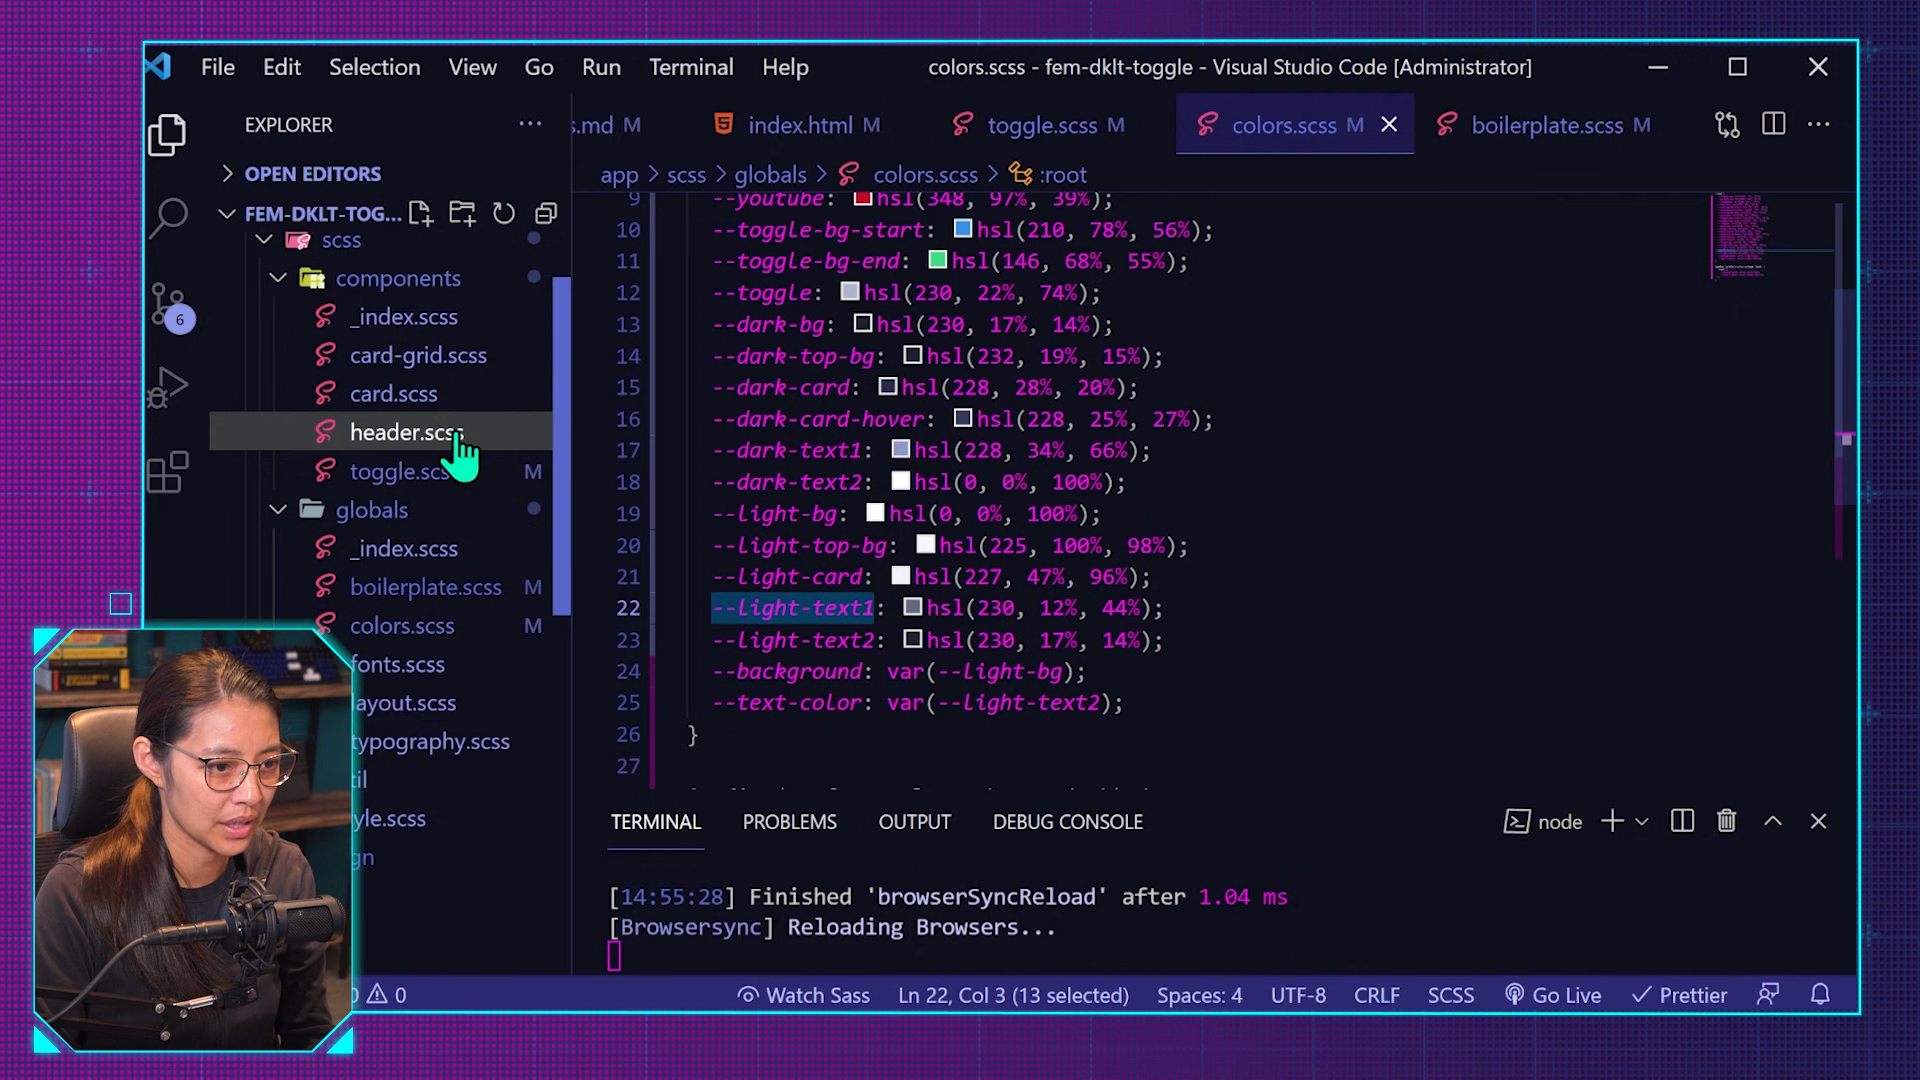 File Edit Selection View Go Run Terminal Help
colors.scss - fem-dklt-toggle - Visual Studio Code [Administrator]
EXPLORER
OPEN EDITORS
FEM-DKLT-TOG...
scss
components
_index.scss
card-grid.scss
card.scss
header.scss
toggle.sc
M
globals
_index.scss
boilerplate.scss M
colors.scss M
fonts.scss
layout.scss
typography.scss
til
yle.scss
gn
6
s.md M
index.html M
toggle.scss M
colors.scss M
boilerplate.scss M
app > scss > globals > colors.scss > :root
9 --youtube: hsl(348, 97%, 39%);
10 --toggle-bg-start: hsl(210, 78%, 56%);
11 --toggle-bg-end: hsl(146, 68%, 55%);
12 --toggle: hsl(230, 22%, 74%);
13 --dark-bg: hsl(230, 17%, 14%);
14 --dark-top-bg: hsl(232, 19%, 15%);
15 --dark-card: hsl(228, 28%, 20%);
16 --dark-card-hover: hsl(228, 25%, 27%);
17 --dark-text1: hsl(228, 34%, 66%);
18 --dark-text2: hsl(0, 0%, 100%);
19 --light-bg: hsl(0, 0%, 100%);
20 --light-top-bg: hsl(225, 100%, 98%);
21 --light-card: hsl(227, 47%, 96%);
22 --light-text1: hsl(230, 12%, 44%);
23 --light-text2: hsl(230, 17%, 14%);
24 --background: var(--light-bg);
25 --text-color: var(--light-text2);
26 }
27
TERMINAL PROBLEMS OUTPUT DEBUG CONSOLE
node
[14:55:28] Finished 'browserSyncReload' after 1.04 ms
[Browsersync] Reloading Browsers...
0 Watch Sass Ln 22, Col 3 (13 selected) Spaces: 4 UTF-8 CRLF SCSS Go Live Prettier